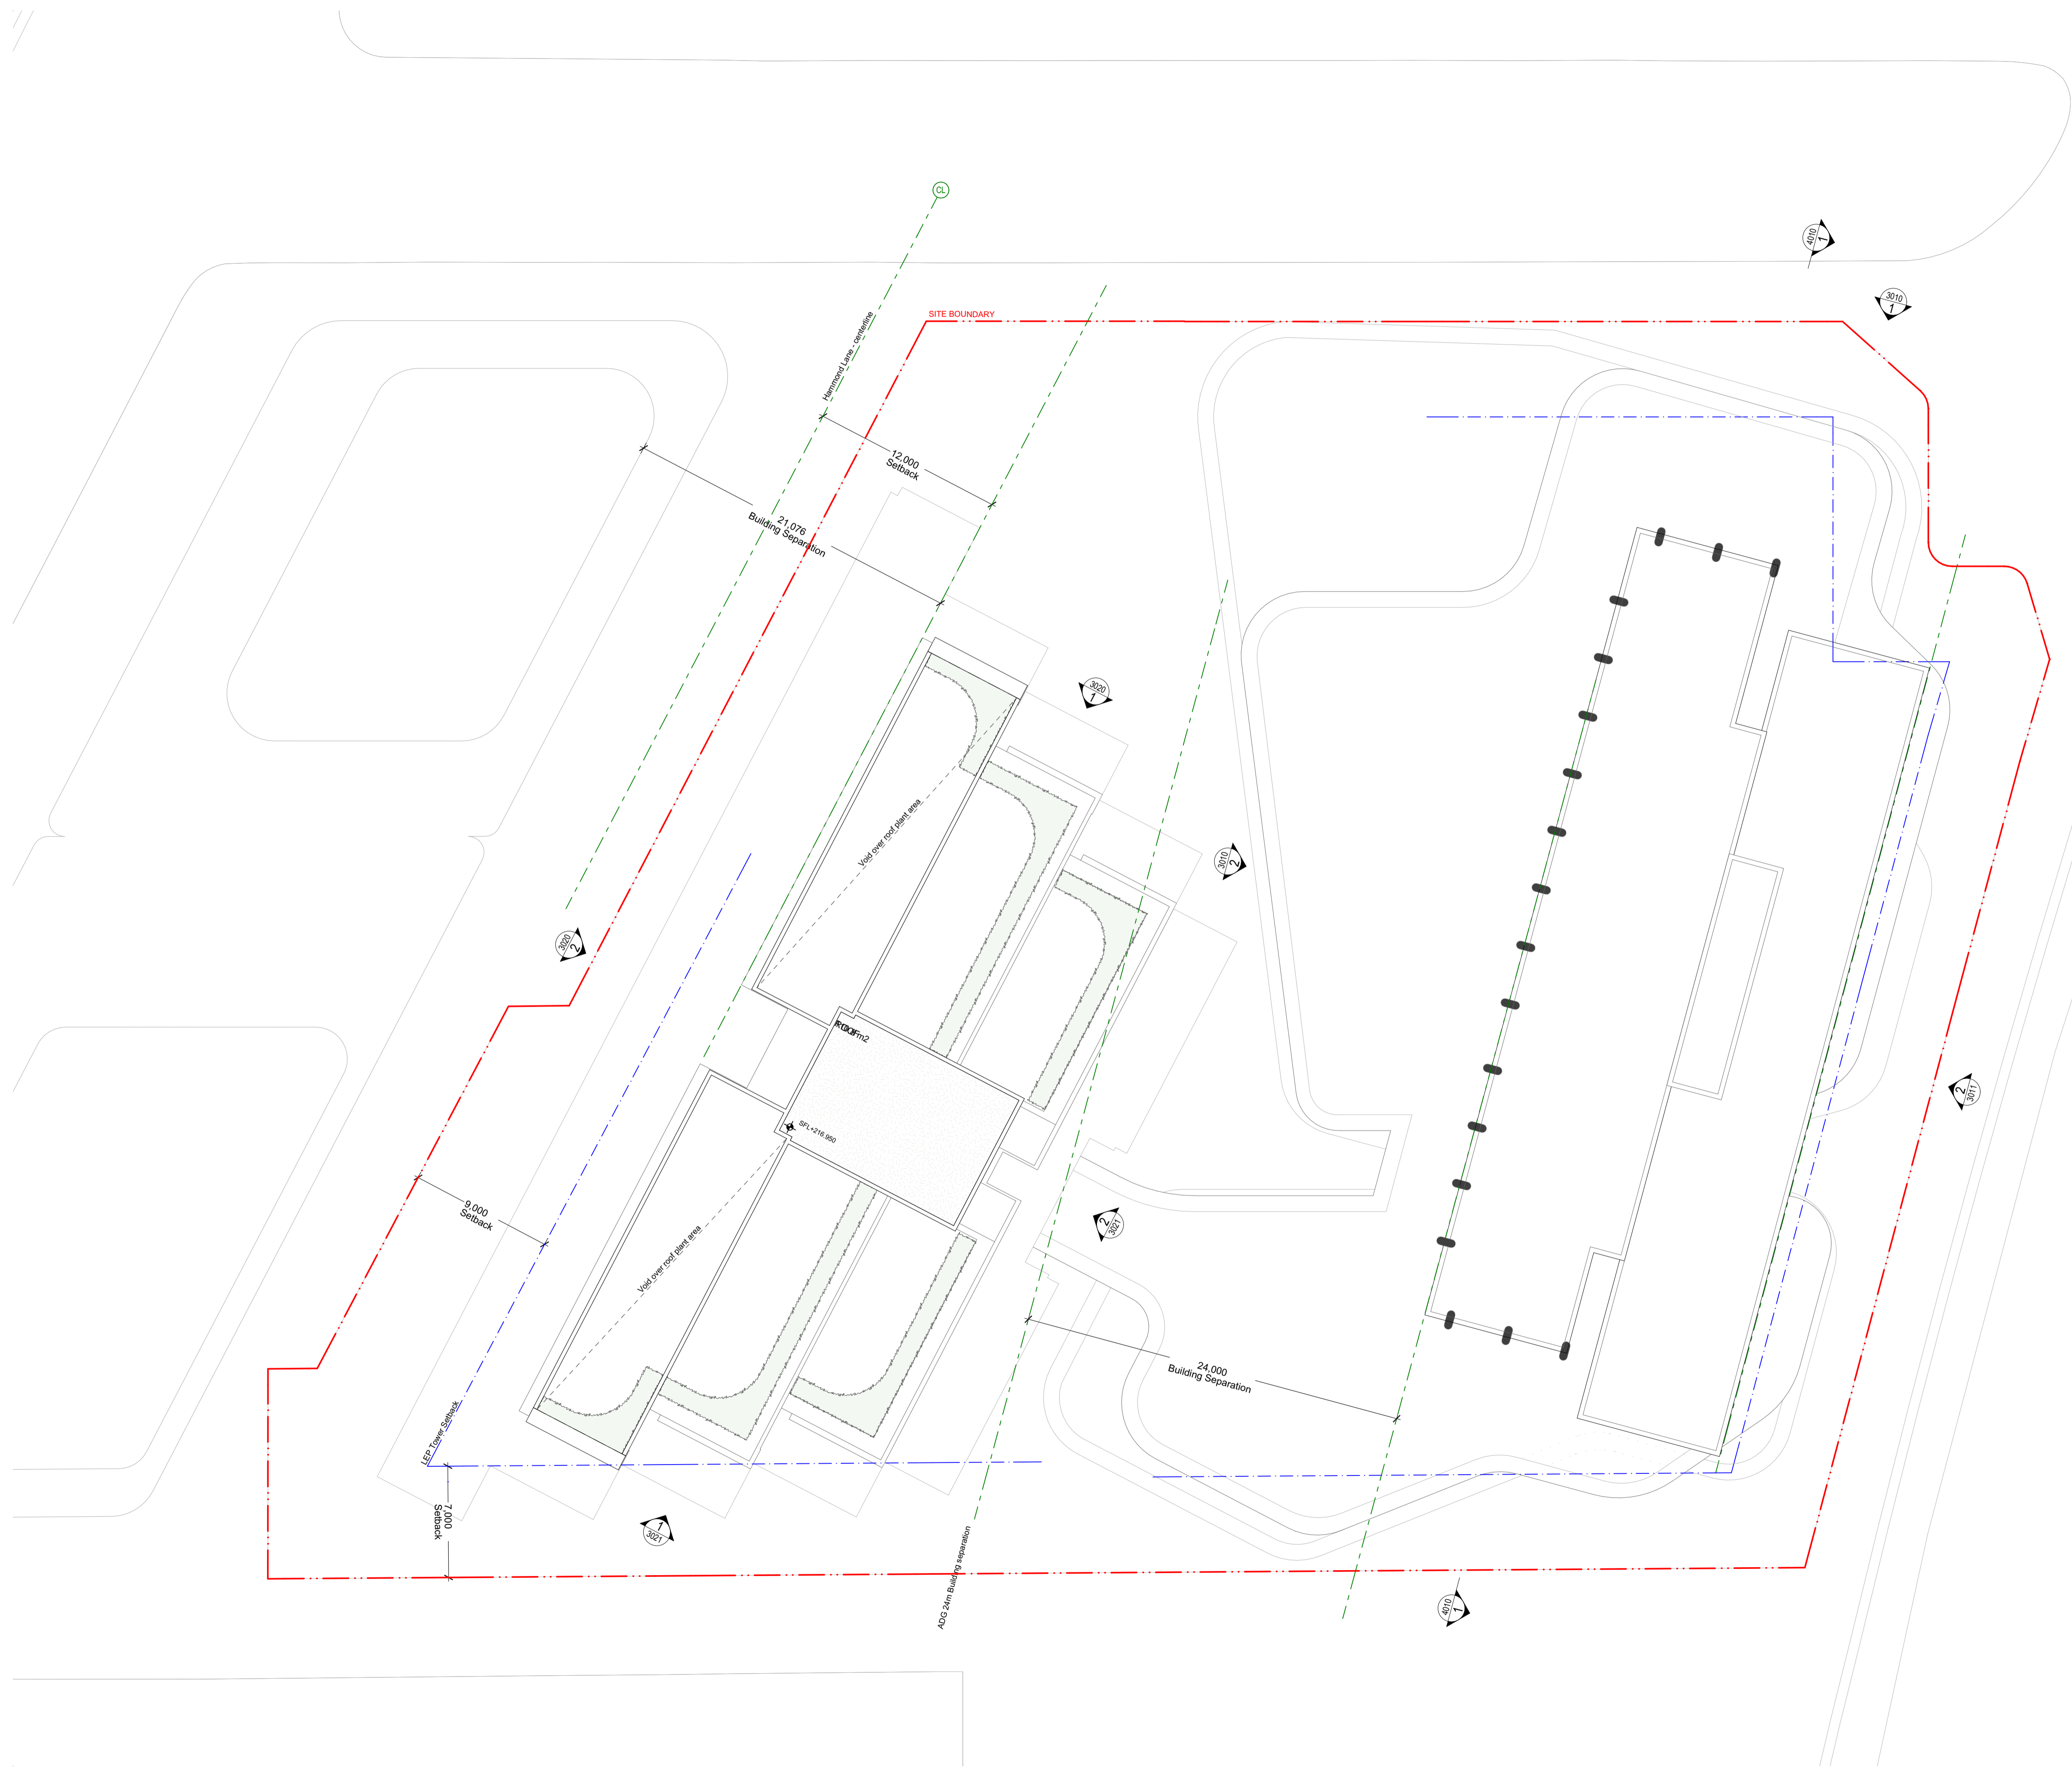 CL
4010
1
3010
1
SITE BOUNDARY
Hammond Lane - centerline
12,000
Setback
21,076
Building Separation
3020
1
Void over roof plant area
3010
2
3020
2
ROOF
SFL+216.950
2
3011
9,000
Setback
2
3021
Void over roof plant area
24,000
Building Separation
LEP Tower Setback
7,000
Setback
1
3021
ADG 24m Building separation
4010
1